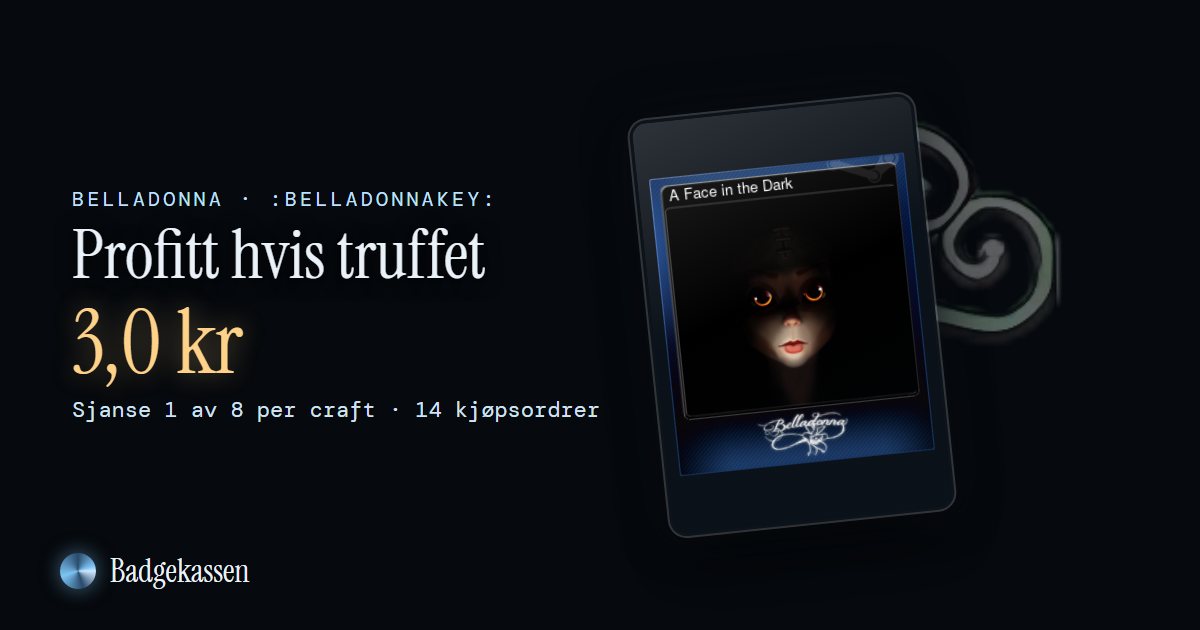 BELLADONNA · :BELLADONNAKEY:
Profitt hvis truffet
3,0 kr
Sjanse 1 av 8 per craft · 14 kjøpsordrer
A Face in the Dark
Belladonna
Badgekassen